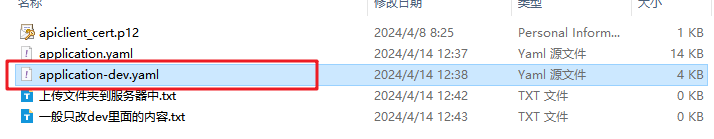 修改日期 类型 大小
apiclient_cert.p12 2024/4/8 8:25 Personal Inform... 1 KB
application.yaml 2024/4/14 12:37 Yaml 源文件 14 KB
application-dev.yaml 2024/4/14 12:38 Yaml 源文件 4 KB
上传文件夹到服务器中.txt 2024/4/14 12:42 TXT 文件 0 KB
一般只改dev里面的内容.txt 2024/4/14 12:43 TXT 文件 0 KB